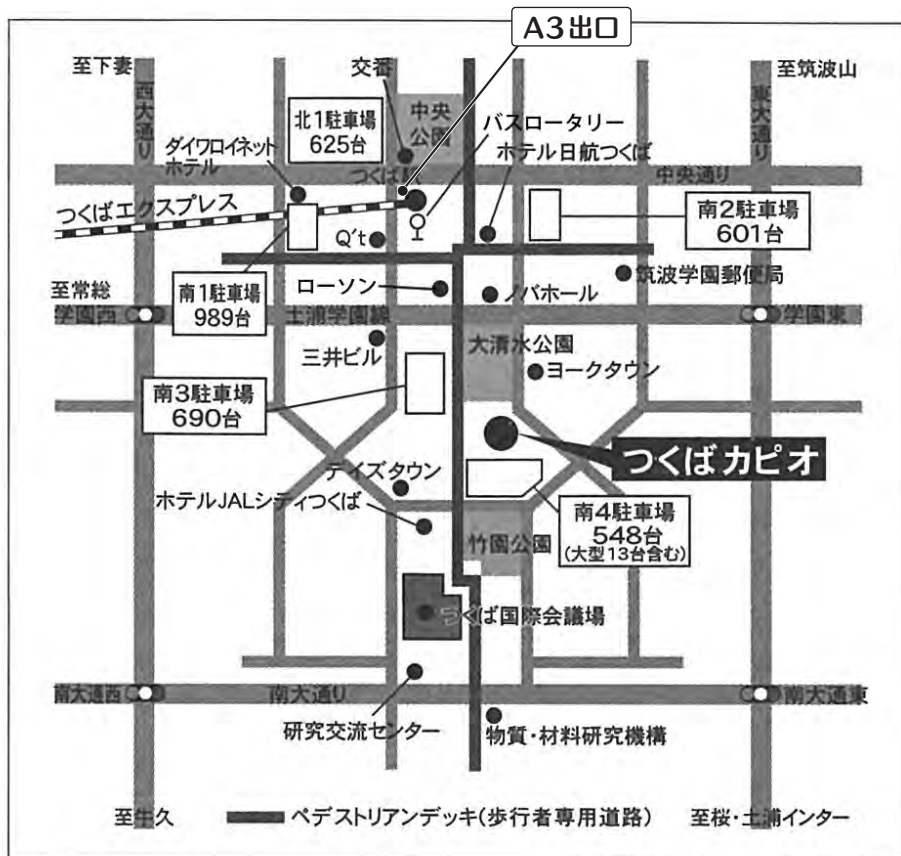 A3出口
至下妻
交番
至筑波山
西大通り
東大通り
北1駐車場
625台
中央
公園
バスロータリー
ダイワロイネット
ホテル
ホテル日航つくば
つくば
中央通り
つくばエクスプレス
南2駐車場
601台
Q't
筑波学園郵便局
至常総
ローソン
ノバホール
南1駐車場
989台
学園西
土浦学園線
学園東
三井ビル
大清水公園
ヨークタウン
南3駐車場
690台
つくばカピオ
デイズタウン
ホテルJALシティつくば
南4駐車場
548台
(大型13台含む)
竹園公園
つくば国際会議場
南大通西
南大通り
南大通東
研究交流センター
物質・材料研究機構
至牛久
ペデストリアンデッキ(歩行者専用道路)
至桜・土浦インター